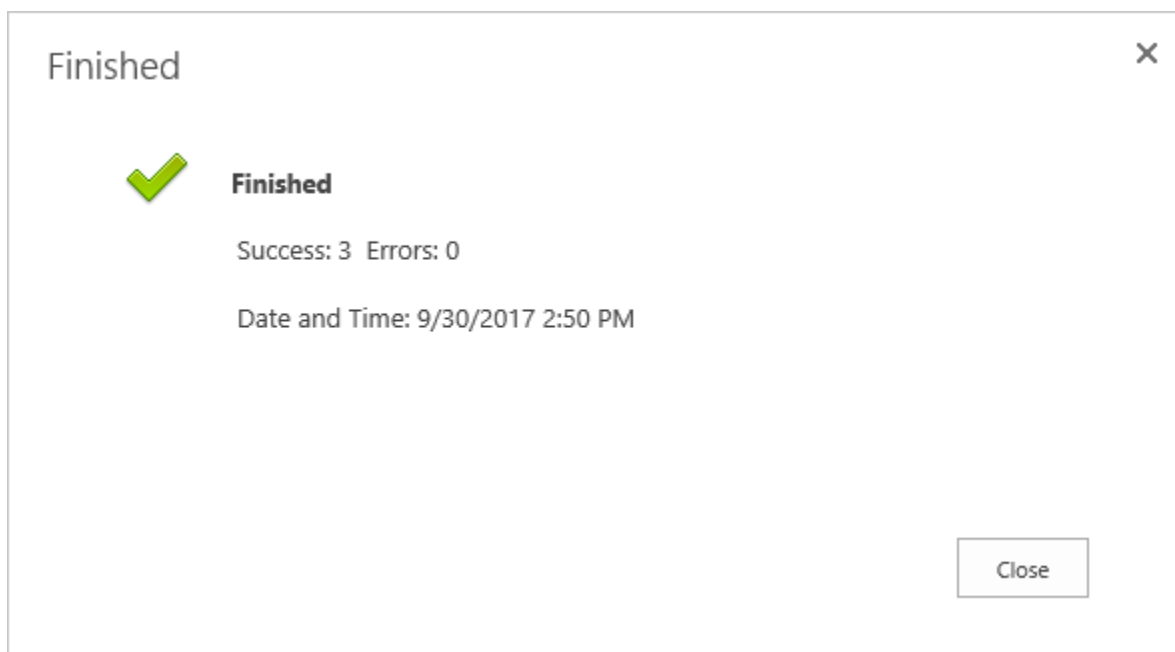 Finished
Finished
Success: 3 Errors: 0
Date and Time: 9/30/2017 2:50 PM
Close